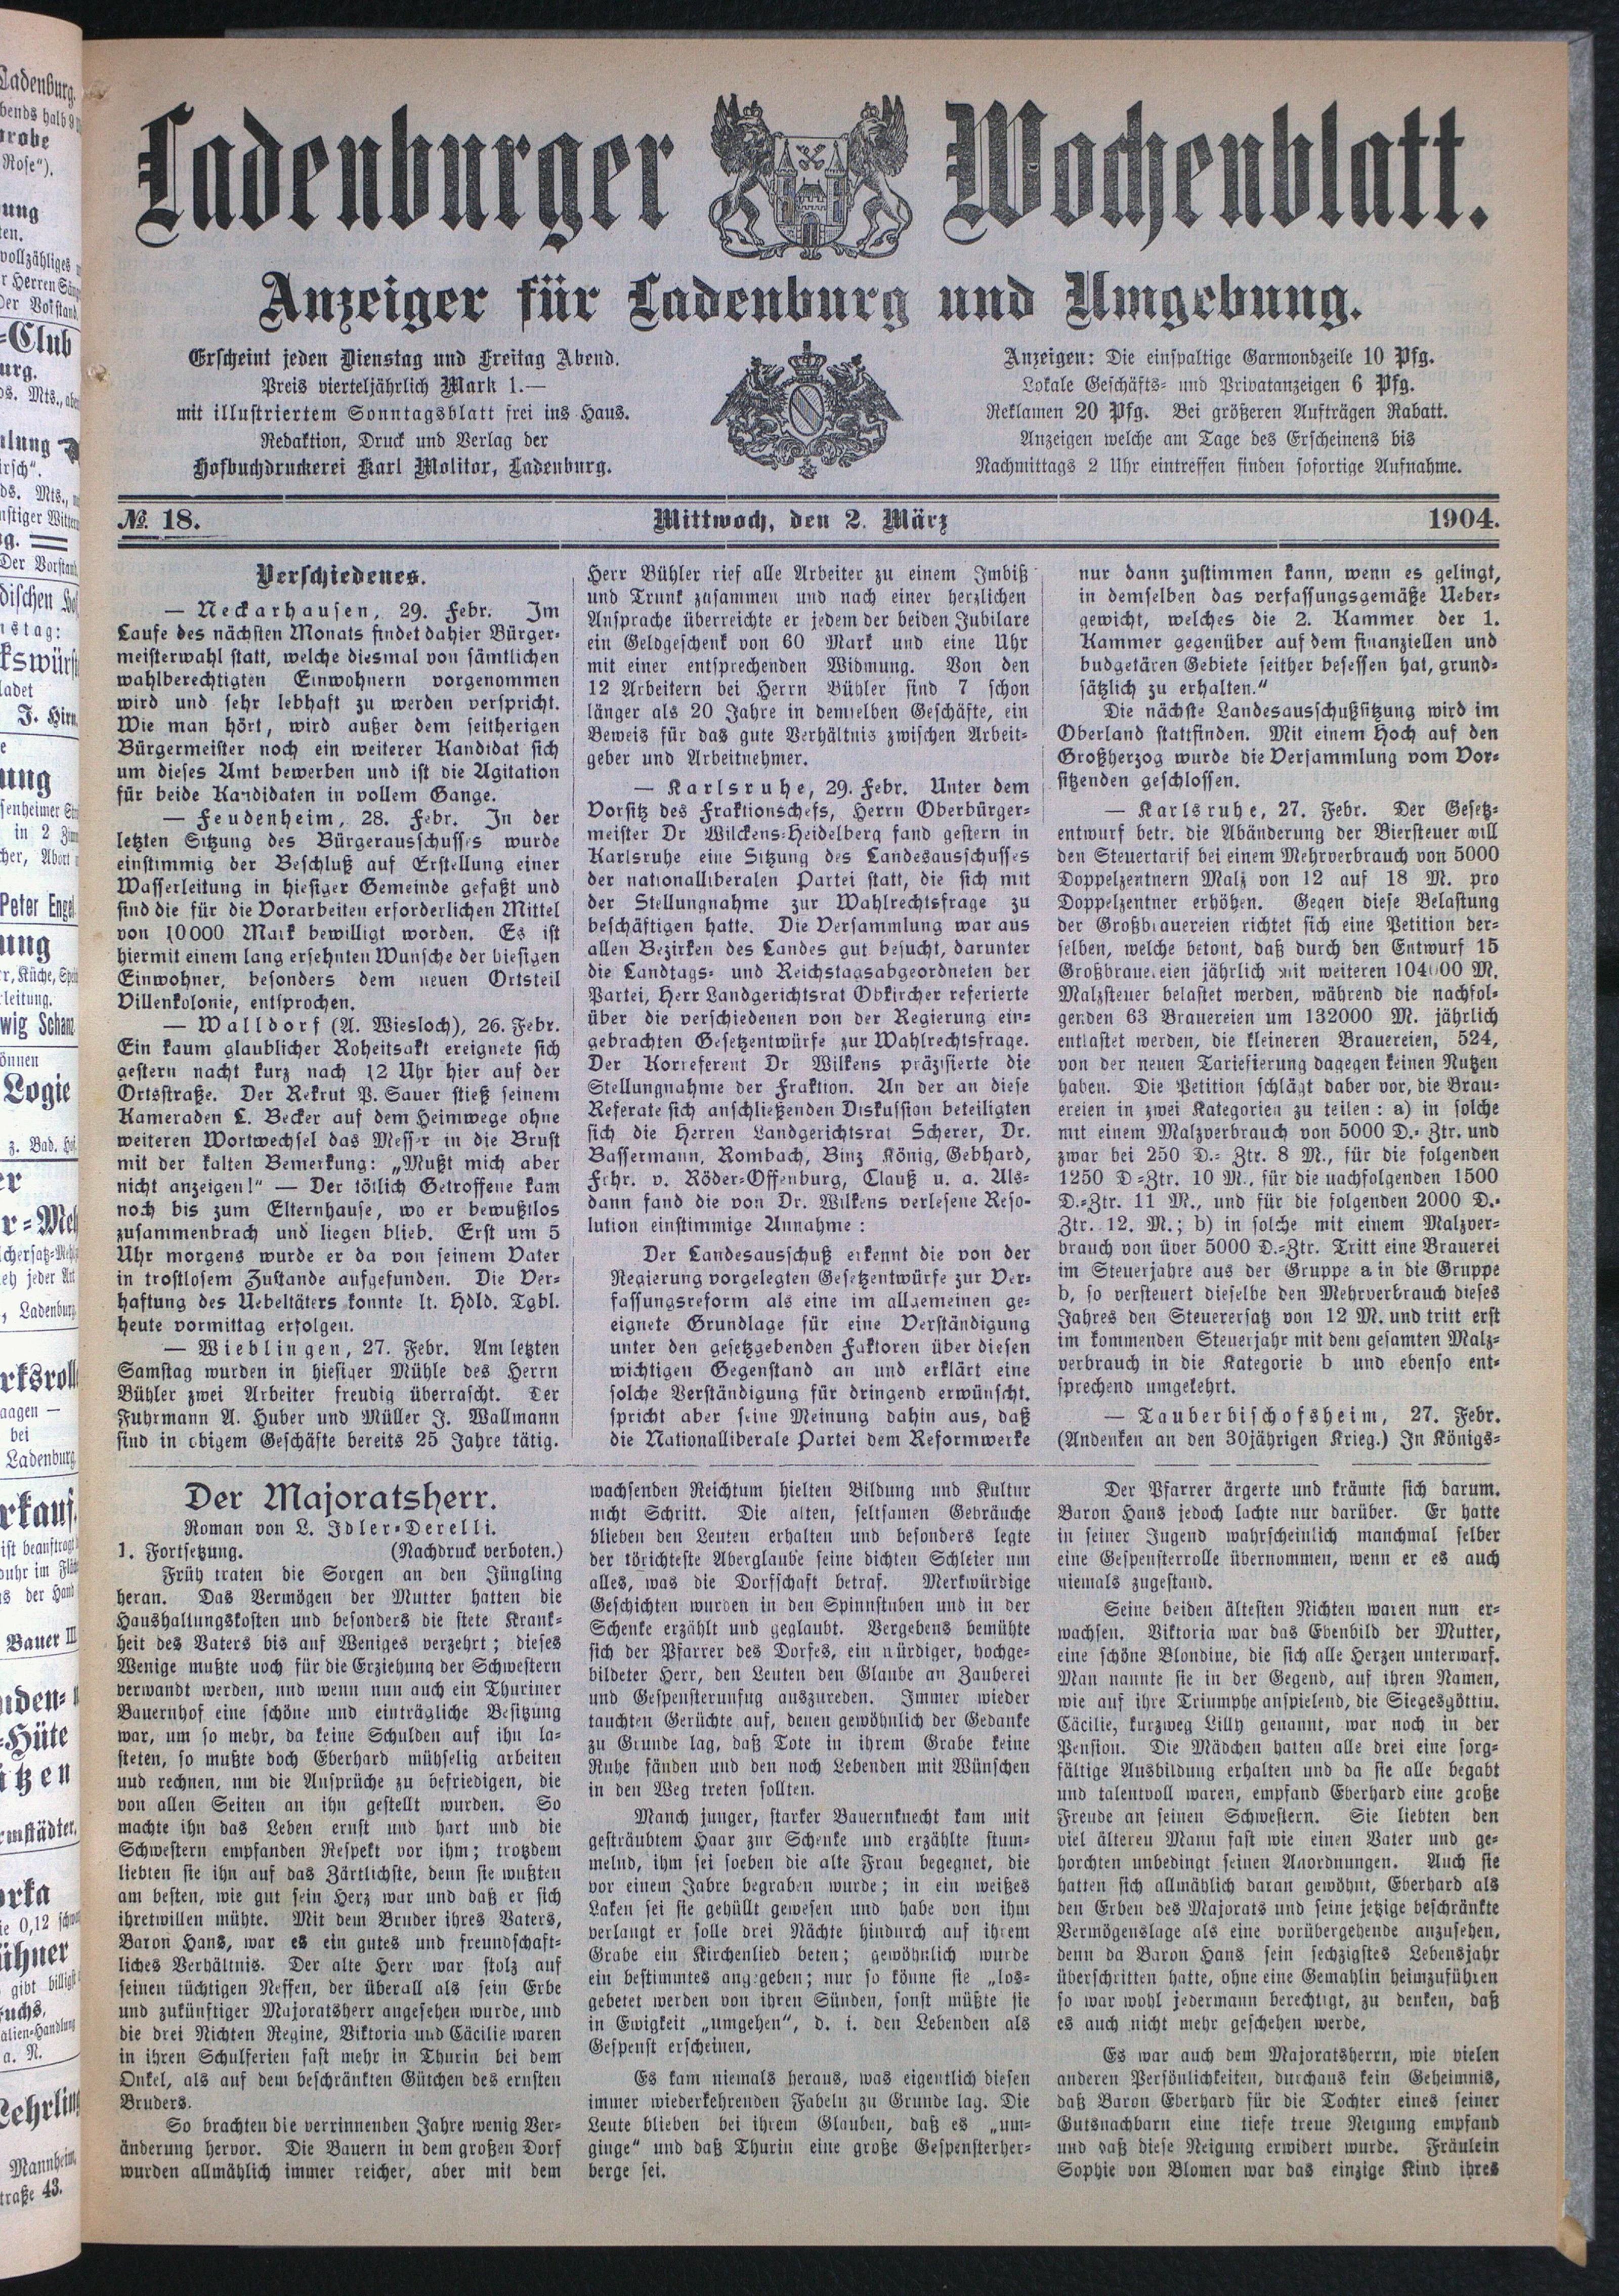 Ladenburger Wochenblatt.
Anzeiger für Ladenburg und Umgebung.
Erscheint jeden Dienstag und Freitag Abend.
Preis vierteljährlich Mark 1.—
mit illustriertem Sonntagsblatt frei ins Haus.
Redaktion, Druck und Verlag der
Hofbuchdruckerei Karl Molitor, Ladenburg.
Anzeigen: Die einspaltige Garmondzeile 10 Pfg.
Lokale Geschäfts- und Privatanzeigen 6 Pfg.
Reklamen 20 Pfg. Bei größeren Aufträgen Rabatt.
Anzeigen welche am Tage des Erscheinens bis
Nachmittags 2 Uhr eintreffen finden sofortige Aufnahme.
№ 18. Mittwoch, den 2. März 1904.
Verschiedenes.
— Neckarhausen, 29. Febr. Im
Laufe des nächsten Monats findet dahier Bürger-
meisterwahl statt, welche diesmal von sämtlichen
wahlberechtigten Einwohnern vorgenommen
wird und sehr lebhaft zu werden verspricht.
Wie man hört, wird außer dem seitherigen
Bürgermeister noch ein weiterer Kandidat sich
um dieses Amt bewerben und ist die Agitation
für beide Kandidaten in vollem Gange.
— Feudenheim, 28. Febr. In der
letzten Sitzung des Bürgerausschusses wurde
einstimmig der Beschluß auf Erstellung einer
Wasserleitung in hiesiger Gemeinde gefaßt und
sind die für die Vorarbeiten erforderlichen Mittel
von 10000 Mark bewilligt worden. Es ist
hiermit einem lang ersehnten Wunsche der hiesigen
Einwohner, besonders dem neuen Ortsteil
Villenkolonie, entsprochen.
— Walldorf (A. Wiesloch), 26. Febr.
Ein kaum glaublicher Roheitsakt ereignete sich
gestern nacht kurz nach 12 Uhr hier auf der
Ortsstraße. Der Rekrut P. Sauer stieß seinem
Kameraden L. Becker auf dem Heimwege ohne
weiteren Wortwechsel das Messer in die Brust
mit der kalten Bemerkung: „Mußt mich aber
nicht anzeigen!“ — Der tötlich Getroffene kam
noch bis zum Elternhause, wo er bewußtlos
zusammenbrach und liegen blieb. Erst um 5
Uhr morgens wurde er da von seinem Vater
in trostlosem Zustande aufgefunden. Die Ver-
haftung des Uebeltäters konnte lt. Hdld. Tgbl.
heute vormittag erfolgen.
— Wieblingen, 27. Febr. Am letzten
Samstag wurden in hiesiger Mühle des Herrn
Bühler zwei Arbeiter freudig überrascht. Der
Fuhrmann A. Huber und Müller J. Wallmann
sind in obigem Geschäfte bereits 25 Jahre tätig.
Herr Bühler rief alle Arbeiter zu einem Imbiß
und Trunk zusammen und nach einer herzlichen
Ansprache überreichte er jedem der beiden Jubilare
ein Geldgeschenk von 60 Mark und eine Uhr
mit einer entsprechenden Widmung. Von den
12 Arbeitern bei Herrn Bühler sind 7 schon
länger als 20 Jahre in demselben Geschäfte, ein
Beweis für das gute Verhältnis zwischen Arbeit-
geber und Arbeitnehmer.
— Karlsruhe, 29. Febr. Unter dem
Vorsitz des Fraktionschefs, Herrn Oberbürger-
meister Dr Wilckens-Heidelberg fand gestern in
Karlsruhe eine Sitzung des Landesausschusses
der nationalliberalen Partei statt, die sich mit
der Stellungnahme zur Wahlrechtsfrage zu
beschäftigen hatte. Die Versammlung war aus
allen Bezirken des Landes gut besucht, darunter
die Landtags- und Reichstagsabgeordneten der
Partei, Herr Landgerichtsrat Obkircher referierte
über die verschiedenen von der Regierung ein-
gebrachten Gesetzentwürfe zur Wahlrechtsfrage.
Der Korreferent Dr Wilkens präzisierte die
Stellungnahme der Fraktion. An der an diese
Referate sich anschließenden Diskussion beteiligten
sich die Herren Landgerichtsrat Scherer, Dr.
Bassermann, Rombach, Binz König, Gebhard,
Frhr. v. Röder-Offenburg, Clauß u. a. Als-
dann fand die von Dr. Wilkens verlesene Reso-
lution einstimmige Annahme:
Der Landesausschuß erkennt die von der
Regierung vorgelegten Gesetzentwürfe zur Ver-
fassungsreform als eine im allgemeinen ge-
eignete Grundlage für eine Verständigung
unter den gesetzgebenden Faktoren über diesen
wichtigen Gegenstand an und erklärt eine
solche Verständigung für dringend erwünscht,
spricht aber seine Meinung dahin aus, daß
die Nationalliberale Partei dem Reformwerke
nur dann zustimmen kann, wenn es gelingt,
in demselben das verfassungsgemäße Ueber-
gewicht, welches die 2. Kammer der 1.
Kammer gegenüber auf dem finanziellen und
budgetären Gebiete seither besessen hat, grund-
sätzlich zu erhalten.“
Die nächste Landesausschußsitzung wird im
Oberland stattfinden. Mit einem Hoch auf den
Großherzog wurde die Versammlung vom Vor-
sitzenden geschlossen.
— Karlsruhe, 27. Febr. Der Gesetz-
entwurf betr. die Abänderung der Biersteuer will
den Steuertarif bei einem Mehrverbrauch von 5000
Doppelzentnern Malz von 12 auf 18 M. pro
Doppelzentner erhöhen. Gegen diese Belastung
der Großbrauereien richtet sich eine Petition der-
selben, welche betont, daß durch den Entwurf 15
Großbrauereien jährlich mit weiteren 104000 M.
Malzsteuer belastet werden, während die nachfol-
genden 63 Brauereien um 132000 M. jährlich
entlastet werden, die kleineren Brauereien, 524,
von der neuen Tariefierung dagegen keinen Nutzen
haben. Die Petition schlägt daber vor, die Brau-
ereien in zwei Kategorien zu teilen: a) in solche
mit einem Malzverbrauch von 5000 D.- Ztr. und
zwar bei 250 D.- Ztr. 8 M., für die folgenden
1250 D-Ztr. 10 M., für die nachfolgenden 1500
D.-Ztr. 11 M., und für die folgenden 2000 D.-
Ztr. 12. M.; b) in solche mit einem Malzver-
brauch von über 5000 D.-Ztr. Tritt eine Brauerei
im Steuerjahre aus der Gruppe a in die Gruppe
b, so versteuert dieselbe den Mehrverbrauch dieses
Jahres den Steuerersatz von 12 M. und tritt erst
im kommenden Steuerjahr mit dem gesamten Malz-
verbrauch in die Kategorie b und ebenso ent-
sprechend umgekehrt.
— Tauberbischofsheim, 27. Febr.
(Andenken an den 30jährigen Krieg.) In Königs-
Der Majoratsherr.
Roman von L. Idler-Derelli.
1. Fortsetzung. (Nachdruck verboten.)
Früh traten die Sorgen an den Jüngling
heran. Das Vermögen der Mutter hatten die
Haushaltungskosten und besonders die stete Krank-
heit des Vaters bis auf Weniges verzehrt; dieses
Wenige mußte noch für die Erziehung der Schwestern
verwandt werden, und wenn nun auch ein Thuriner
Bauernhof eine schöne und einträgliche Besitzung
war, um so mehr, da keine Schulden auf ihn la-
steten, so mußte doch Eberhard mühselig arbeiten
und rechnen, nm die Ansprüche zu befriedigen, die
von allen Seiten an ihn gestellt wurden. So
machte ihn das Leben ernst und hart und die
Schwestern empfanden Respekt vor ihm; trotzdem
liebten sie ihn auf das Zärtlichste, denn sie wußten
am besten, wie gut sein Herz war und daß er sich
ihretwillen mühte. Mit dem Bruder ihres Vaters,
Baron Hans, war es ein gutes und freundschaft-
liches Verhältnis. Der alte Herr war stolz auf
seinen tüchtigen Neffen, der überall als sein Erbe
und zukünftiger Majoratsherr angesehen wurde, und
die drei Nichten Regine, Viktoria und Cäcilie waren
in ihren Schulferien fast mehr in Thurin bei dem
Onkel, als auf dem beschränkten Gütchen des ernsten
Bruders.
So brachten die verrinnenden Jahre wenig Ver-
änderung hervor. Die Bauern in dem großen Dorf
wurden allmählich immer reicher, aber mit dem
wachsenden Reichtum hielten Bildung und Kultur
nicht Schritt. Die alten, seltsamen Gebräuche
blieben den Leuten erhalten und besonders legte
der törichteste Aberglaube seine dichten Schleier um
alles, was die Dorfschaft betraf. Merkwürdige
Geschichten wurden in den Spinnstuben und in der
Schenke erzählt und geglaubt. Vergebens bemühte
sich der Pfarrer des Dorfes, ein würdiger, hochge-
bildeter Herr, den Leuten den Glaube an Zauberei
und Gespensterunfug auszureden. Immer wieder
tauchten Gerüchte auf, denen gewöhnlich der Gedanke
zu Grunde lag, daß Tote in ihrem Grabe keine
Ruhe fänden und den noch Lebenden mit Wünschen
in den Weg treten sollten.
Manch junger, starker Bauernknecht kam mit
gesträubtem Haar zur Schenke und erzählte stam-
melnd, ihm sei soeben die alte Frau begegnet, die
vor einem Jahre begraben wurde; in ein weißes
Laken sei sie gehüllt gewesen und habe von ihm
verlangt er solle drei Nächte hindurch auf ihrem
Grabe ein Kirchenlied beten; gewöhnlich wurde
ein bestimmtes angegeben; nur so könne sie „los-
gebetet werden von ihren Sünden, sonst müßte sie
in Ewigkeit „umgehen“, d. i. den Lebenden als
Gespenst erscheinen,
Es kam niemals heraus, was eigentlich diesen
immer wiederkehrenden Fabeln zu Grunde lag. Die
Leute blieben bei ihrem Glauben, daß es „um-
ginge“ und daß Thurin eine große Gespensterher-
berge sei.
Der Pfarrer ärgerte und krämte sich darum.
Baron Hans jedoch lachte nur darüber. Er hatte
in seiner Jugend wahrscheinlich manchmal selber
eine Gespensterrolle übernommen, wenn er es auch
niemals zugestand.
Seine beiden ältesten Nichten waren nun er-
wachsen. Viktoria war das Ebenbild der Mutter,
eine schöne Blondine, die sich alle Herzen unterwarf.
Man nannte sie in der Gegend, auf ihren Namen,
wie auf ihre Triumphe anspielend, die Siegesgöttin.
Cäcilie, kurzweg Lilly genannt, war noch in der
Pension. Die Mädchen hatten alle drei eine sorg-
fältige Ausbildung erhalten und da sie alle begabt
und talentvoll waren, empfand Eberhard eine große
Freude an seinen Schwestern. Sie liebten den
viel älteren Mann fast wie einen Vater und ge-
horchten unbedingt seinen Anordnungen. Auch sie
hatten sich allmählich daran gewöhnt, Eberhard als
den Erben des Majorats und seine jetzige beschränkte
Vermögenslage als eine vorübergehende anzusehen,
denn da Baron Hans sein sechzigstes Lebensjahr
überschritten hatte, ohne eine Gemahlin heimzuführen
so war wohl jedermann berechtigt, zu denken, daß
es auch nicht mehr geschehen werde,
Es war auch dem Majoratsherrn, wie vielen
anderen Persönlichkeiten, durchaus kein Geheimnis,
daß Baron Eberhard für die Tochter eines seiner
Gutsnachbarn eine tiefe treue Neigung empfand
und daß diese Neigung erwidert wurde. Fräulein
Sophie von Blomen war das einzige Kind ihres